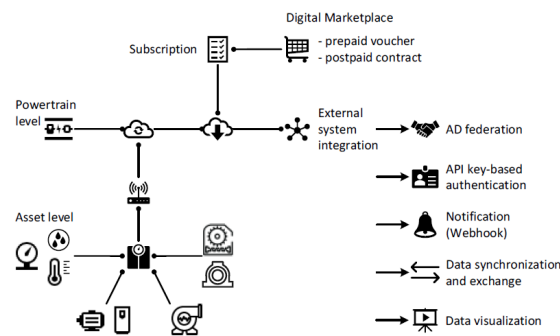 Digital Marketplace
Subscription
- prepaid voucher
- postpaid contract
Powertrain
level
External
system
integration
AD federation
API key-based
authentication
Asset level
Notification
(Webhook)
Data synchronization
and exchange
Data visualization